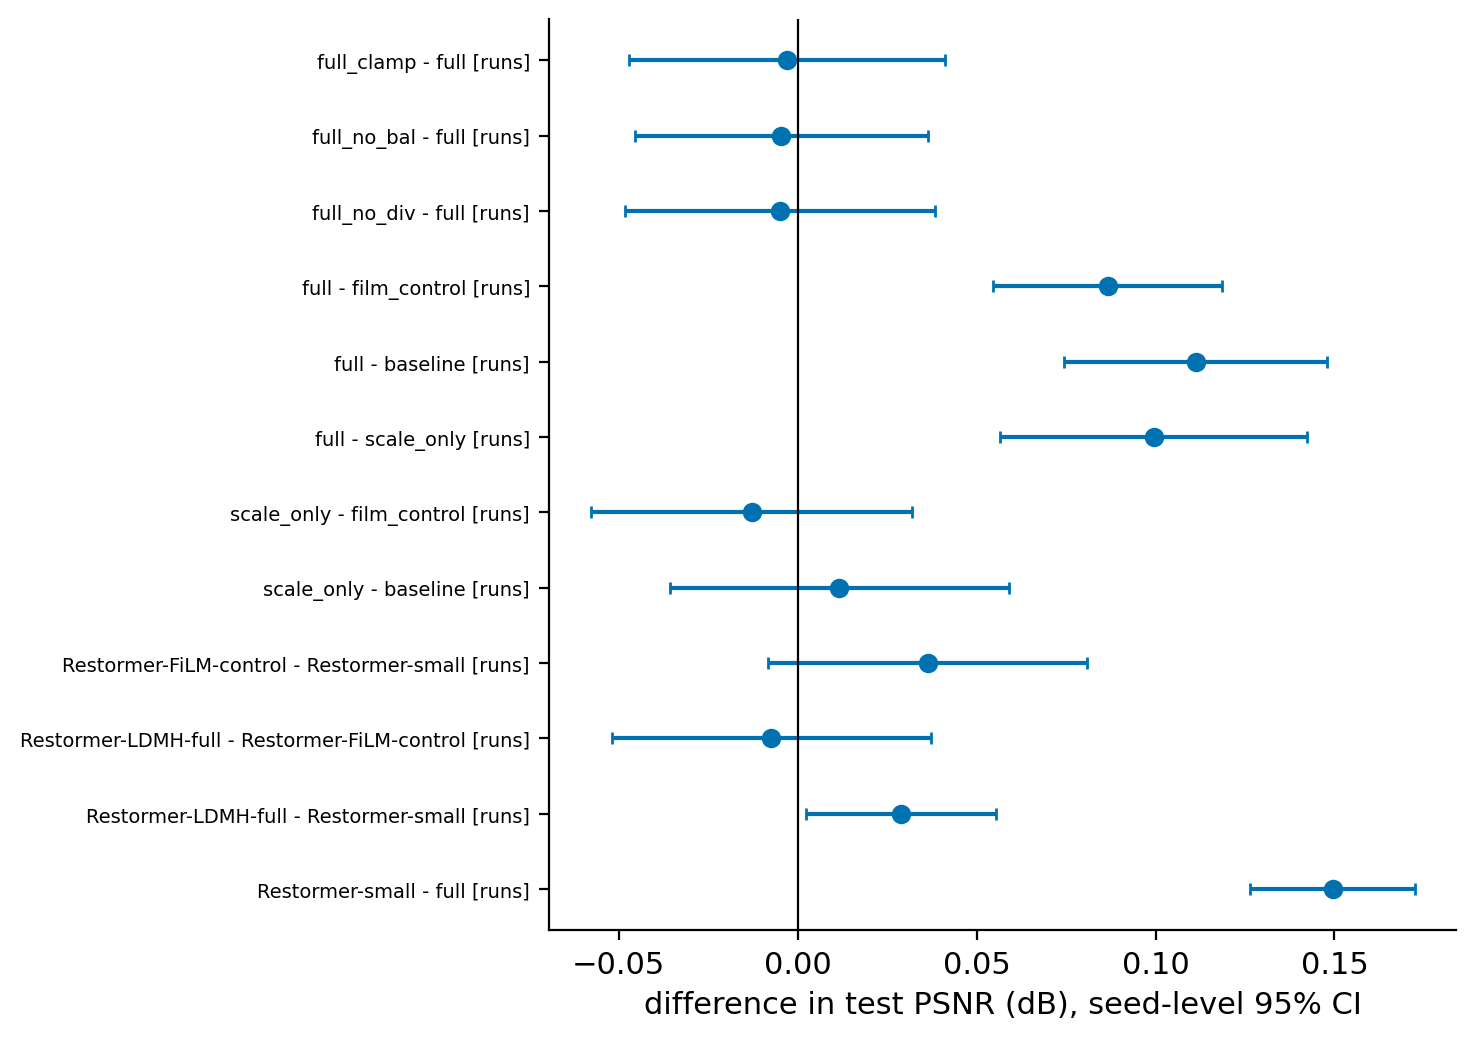 full_clamp - full [runs]
full_no_bal - full [runs]
full_no_div - full [runs]
full - film_control [runs]
full - baseline [runs]
full - scale_only [runs]
scale_only - film_control [runs]
scale_only - baseline [runs]
Restormer-FiLM-control - Restormer-small [runs]
Restormer-LDMH-full - Restormer-FiLM-control [runs]
Restormer-LDMH-full - Restormer-small [runs]
Restormer-small - full [runs]
−0.05 0.00 0.05 0.10 0.15
difference in test PSNR (dB), seed-level 95% CI